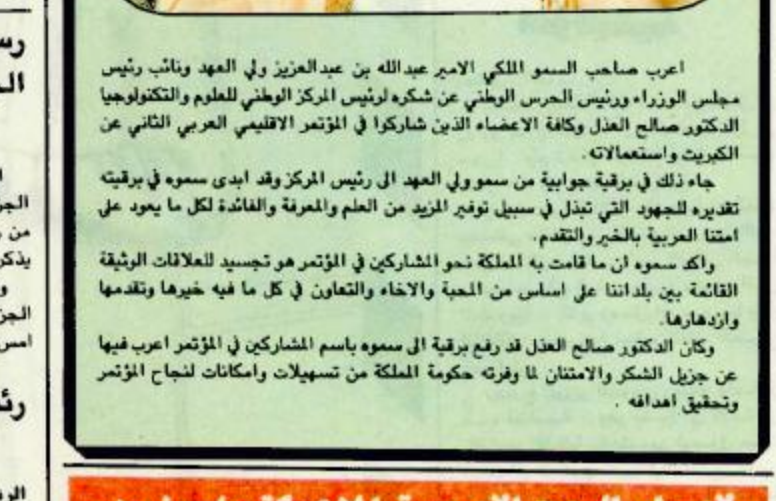 اعرب صاحب السمو الملكي الامير عبدالله بن عبدالعزيز ولي العهد ونائب رئيس
مجلس الوزراء ورئيس الحرس الوطني عن شكره لرئيس المركز الوطني للعلوم والتكنولوجيا
الدكتور صالح العذل وكافة الاعضاء الذين شاركوا في المؤتمر الاقليمي العربي الثاني عن
الكبريت واستعمالاته.
جاء ذلك في برقية جوابية من سمو ولي العهد الى رئيس المركز وقد ابدى سموه في برقيته
تقديره للجهود التي تبذل في سبيل توفير المزيد من العلم والمعرفة والفائدة لكل ما يعود على
امتنا العربية بالخير والتقدم.
واكد سموه ان ما قامت به المملكة نحو المشاركين في المؤتمر هو تجسيد للعلاقات الوثيقة
القائمة بين بلداننا على اساس من المحبة والاخاء والتعاون في كل ما فيه خيرها وتقدمها
وازدهارها.
وكان الدكتور صالح العذل قد رفع برقية الى سموه باسم المشاركين في المؤتمر اعرب فيها
عن جزيل الشكر والامتنان لما وفرته حكومة المملكة من تسهيلات وامكانات لنجاح المؤتمر
وتحقيق اهدافه .